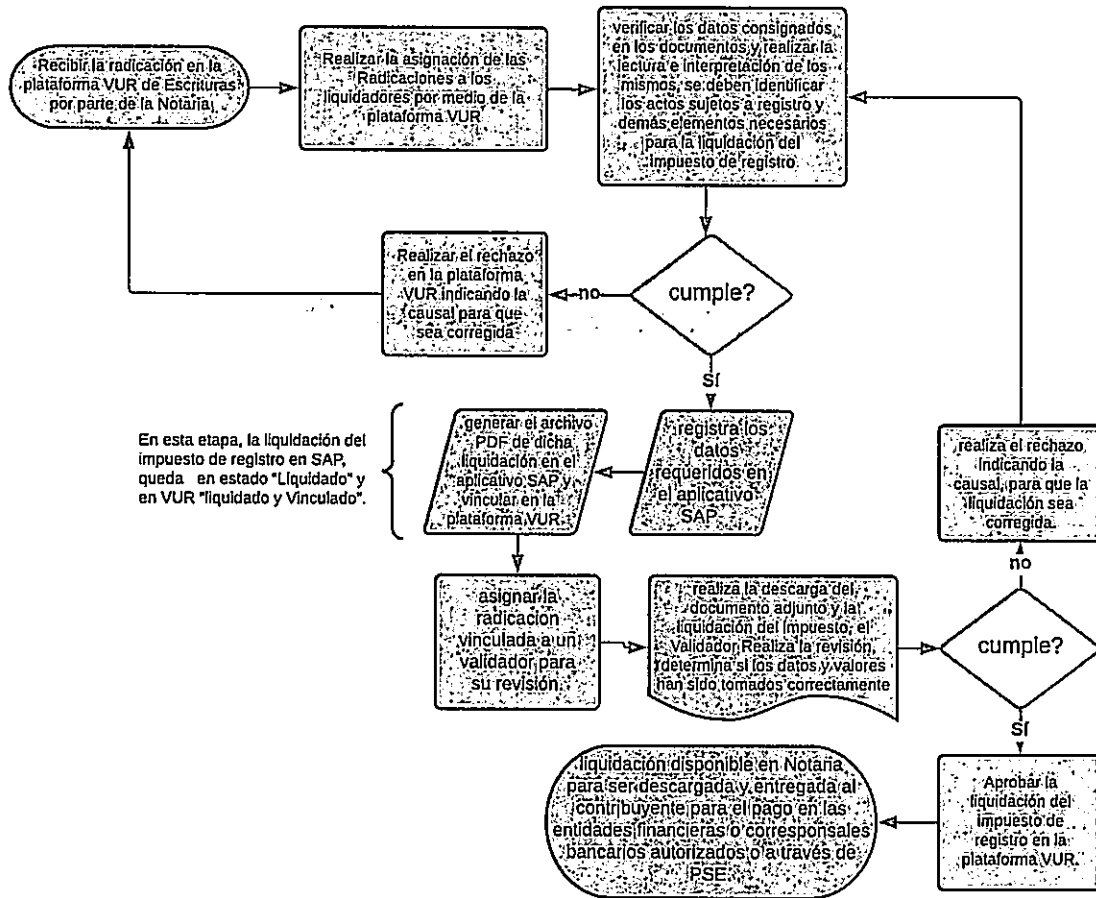 Recibir la radicación en la
plataforma VUR de Escrituras
por parte de la Notaría
Realizar la asignación de las
Radicaciones a los
liquidadores por medio de la
plataforma VUR
verificar los datos consignados
en los documentos y realizar la
lectura e interpretación de los
mismos, se deben identificar
los actos sujetos a registro y
demás elementos necesarios
para la liquidación del
impuesto de registro
cumple?
no
Realizar el rechazo
en la plataforma
VUR indicando la
causal para que
sea corregida
Sí
registra los
datos
requeridos en
el aplicativo
SAP.
generar el archivo
PDF de dicha
liquidación en el
aplicativo SAP y
vincular en la
plataforma VUR.
En esta etapa, la liquidación del
impuesto de registro en SAP,
queda en estado "Liquidado" y
en VUR "liquidado y Vinculado".
asignar la
radicación
vinculada a un
validador para
su revisión.
realiza la descarga del
documento adjunto y la
liquidación del impuesto, el
Validador Realiza la revisión,
determina si los datos y valores
han sido tomados correctamente
cumple?
no
realiza el rechazo
indicando la
causal, para que la
liquidación sea
corregida.
Sí
Aprobar la
liquidación del
impuesto de
registro en la
plataforma VUR.
liquidación disponible en Notaría
para ser descargada y entregada al
contribuyente para el pago en las
entidades financieras o corresponsales
bancarios autorizados o a través de
PSE